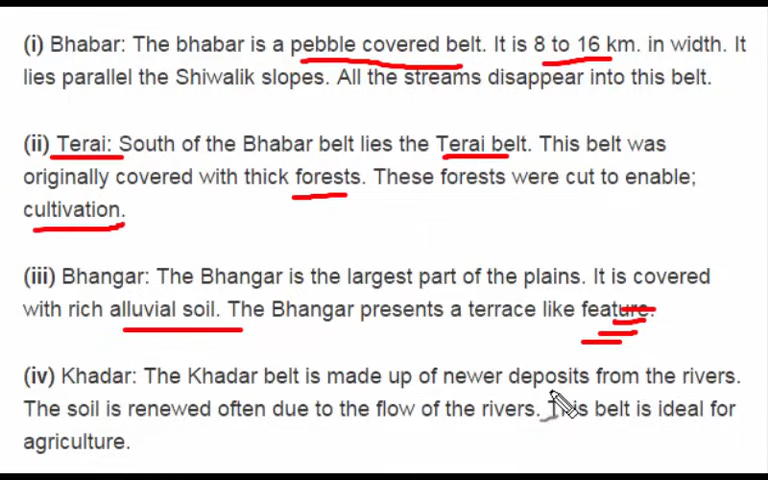 (i) Bhabar: The bhabar is a pebble covered belt. It is 8 to 16 km. in width. It
lies parallel the Shiwalik slopes. All the streams disappear into this belt.
(ii) Terai: South of the Bhabar belt lies the Terai belt. This belt was
originally covered with thick forests. These forests were cut to enable;
cultivation.
(iii) Bhangar: The Bhangar is the largest part of the plains. It is covered
with rich alluvial soil. The Bhangar presents a terrace like feature.
(iv) Khadar: The Khadar belt is made up of newer deposits from the rivers.
The soil is renewed often due to the flow of the rivers. This belt is ideal for
agriculture.